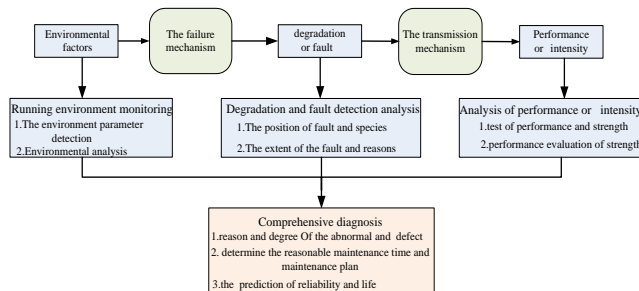 Environmental
factors
The failure
mechanism
degradation
or fault
The transmission
mechanism
Performance
or  intensity
Running environment monitoring
1.The environment parameter
detection
2.Environmental analysis
Degradation and fault detection analysis
1.The position of fault and species
2.The extent of the fault and reasons
Analysis of performance or  intensity
1.test of performance and strength
2.performance evaluation of strength
Comprehensive diagnosis
1.reason and degree Of the abnormal and  defect
2. determine the reasonable maintenance time and
maintenance plan
3.the  prediction of reliability and life